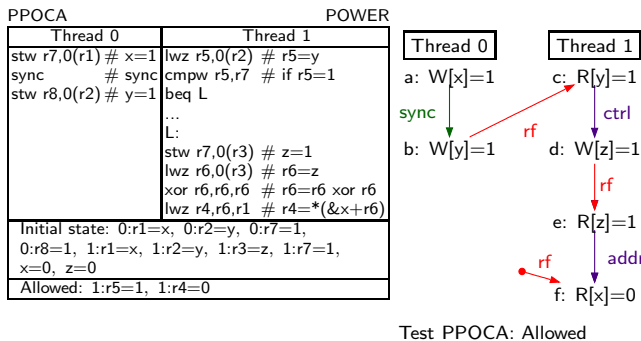 PPOCA POWER
Thread 0 Thread 1
stw r7,0(r1) # x=1 lwz r5,0(r2) # r5=y
sync # sync cmpw r5,r7 # if r5=1
stw r8,0(r2) # y=1 beq L
...
L:
stw r7,0(r3) # z=1
lwz r6,0(r3) # r6=z
xor r6,r6,r6 # r6=r6 xor r6
lwz r4,r6,r1 # r4=*(&x+r6)
Initial state: 0:r1=x, 0:r2=y, 0:r7=1,
0:r8=1, 1:r1=x, 1:r2=y, 1:r3=z, 1:r7=1,
x=0, z=0
Allowed: 1:r5=1, 1:r4=0
Thread 0 Thread 1
a: W[x]=1 c: R[y]=1
sync rf ctrl
b: W[y]=1 d: W[z]=1
rf
e: R[z]=1
rf addr
f: R[x]=0
Test PPOCA: Allowed